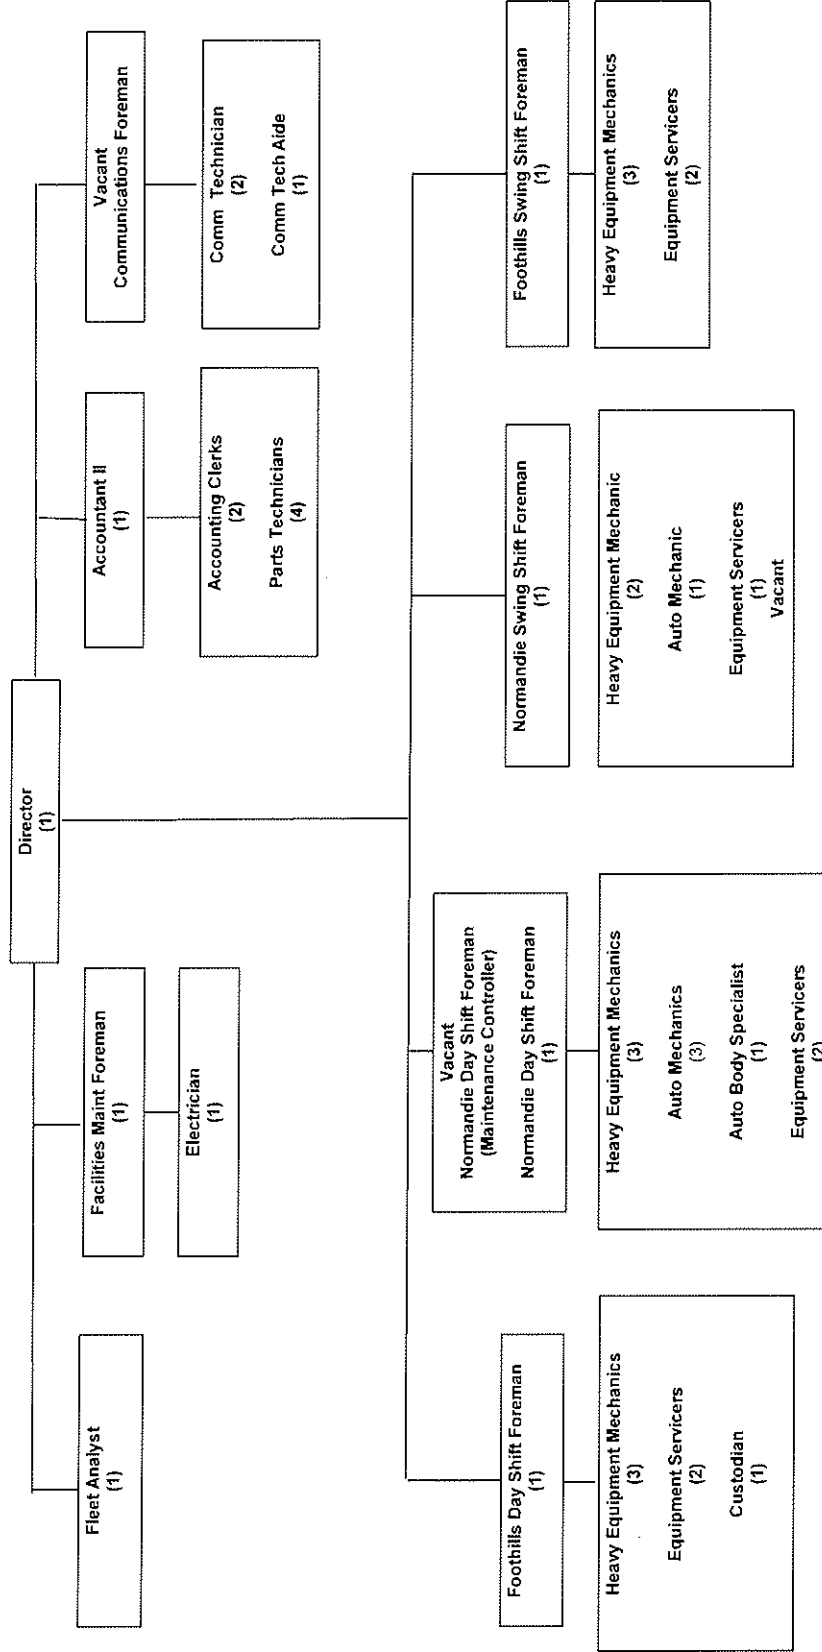 Director
(1)
Fleet Analyst
(1)
Facilities Maint Foreman
(1)
Electrician
(1)
Accountant II
(1)
Accounting Clerks
(2)
Parts Technicians
(4)
Vacant
Communications Foreman
Comm Technician
(2)
Comm Tech Aide
(1)
Foothills Day Shift Foreman
(1)
Heavy Equipment Mechanics
(3)
Equipment Servicers
(2)
Custodian
(1)
Vacant
Normandie Day Shift Foreman
(Maintenance Controller)
Normandie Day Shift Foreman
(1)
Heavy Equipment Mechanics
(3)
Auto Mechanics
(3)
Auto Body Specialist
(1)
Equipment Servicers
(2)
Normandie Swing Shift Foreman
(1)
Heavy Equipment Mechanic
(2)
Auto Mechanic
(1)
Equipment Servicers
(1)
Vacant
Foothills Swing Shift Foreman
(1)
Heavy Equipment Mechanics
(3)
Equipment Servicers
(2)